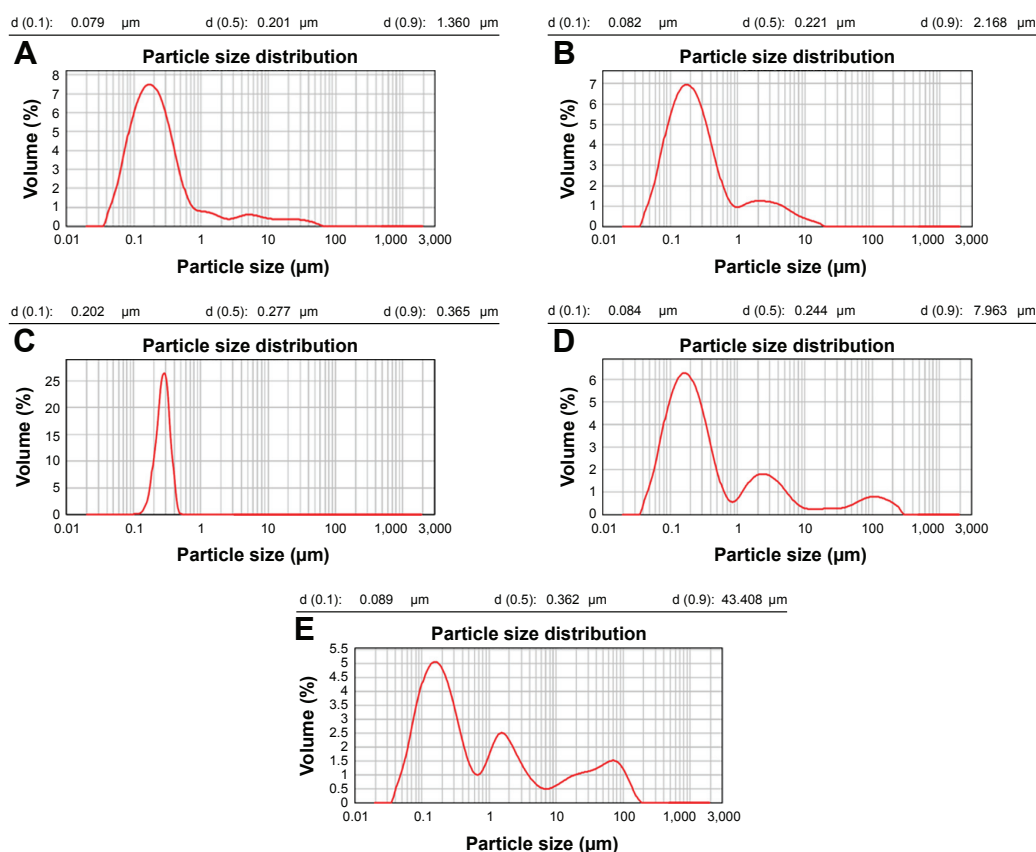 d (0.1): 0.079 µm d (0.5): 0.201 µm d (0.9): 1.360 µm
A
Particle size distribution
Volume (%)
8
7
6
5
4
3
2
1
0
0.01 0.1 1 10 100 1,000 3,000
Particle size (µm)
d (0.1): 0.082 µm d (0.5): 0.221 µm d (0.9): 2.168 µm
B
Particle size distribution
Volume (%)
7
6
5
4
3
2
1
0
0.01 0.1 1 10 100 1,000 3,000
Particle size (µm)
d (0.1): 0.202 µm d (0.5): 0.277 µm d (0.9): 0.365 µm
C
Particle size distribution
Volume (%)
25
20
15
10
5
0
0.01 0.1 1 10 100 1,000 3,000
Particle size (µm)
d (0.1): 0.084 µm d (0.5): 0.244 µm d (0.9): 7.963 µm
D
Particle size distribution
Volume (%)
6
5
4
3
2
1
0
0.01 0.1 1 10 100 1,000 3,000
Particle size (µm)
d (0.1): 0.089 µm d (0.5): 0.362 µm d (0.9): 43.408 µm
E
Particle size distribution
Volume (%)
5.5
5
4.5
4
3.5
3
2.5
2
1.5
1
0.5
0
0.01 0.1 1 10 100 1,000 3,000
Particle size (µm)